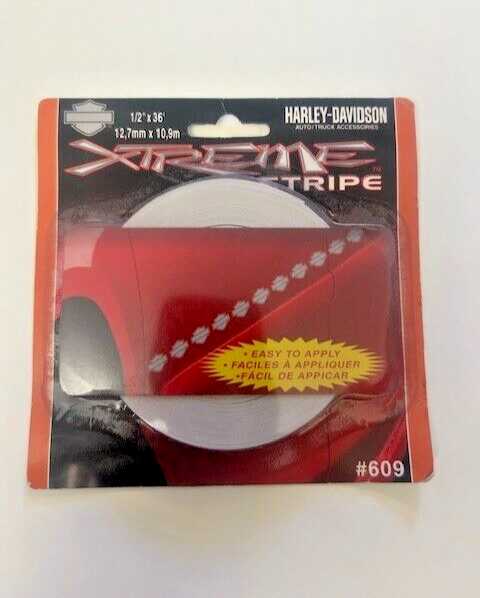 1/2" x 36'
12,7mm x 10,9m
HARLEY-DAVIDSON
AUTO/TRUCK ACCESSORIES
XTREME
STRIPE™
• EASY TO APPLY
• FACILES À APPLIQUER
• FÁCIL DE APPICAR
#609